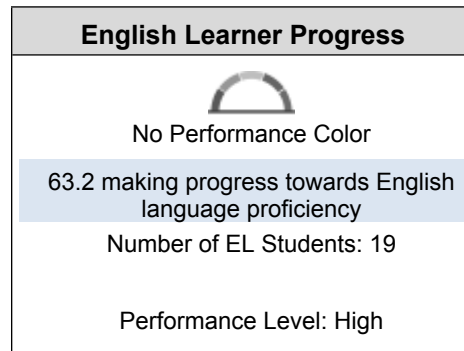 English Learner Progress
No Performance Color
63.2 making progress towards English
language proficiency
Number of EL Students: 19
Performance Level: High